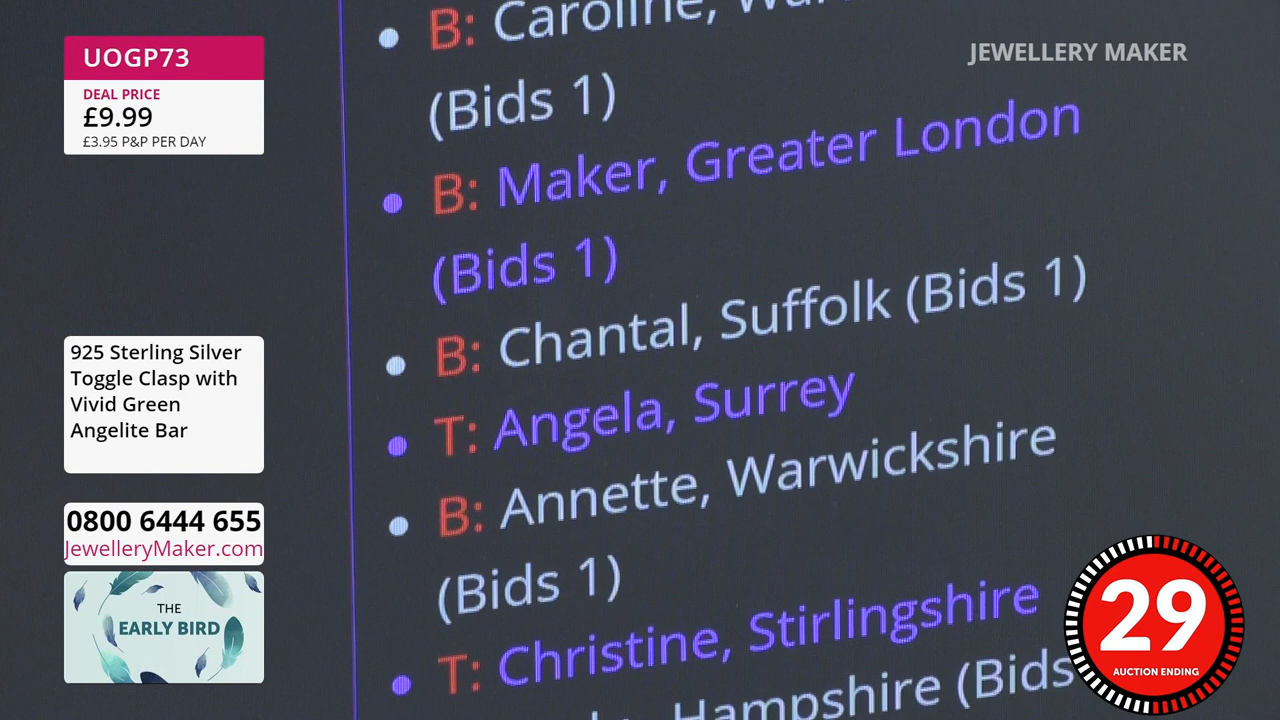 UOGP73
DEAL PRICE
£9.99
£3.95 P&P PER DAY
JEWELLERY MAKER
B: Caroline,
(Bids 1)
B: Maker, Greater London
(Bids 1)
B: Chantal, Suffolk (Bids 1)
T: Angela, Surrey
B: Annette, Warwickshire
(Bids 1)
T: Christine, Stirlingshire
Hampshire (Bids
925 Sterling Silver
Toggle Clasp with
Vivid Green
Angelite Bar
0800 6444 655
JewelleryMaker.com
THE
EARLY BIRD
29
AUCTION ENDING